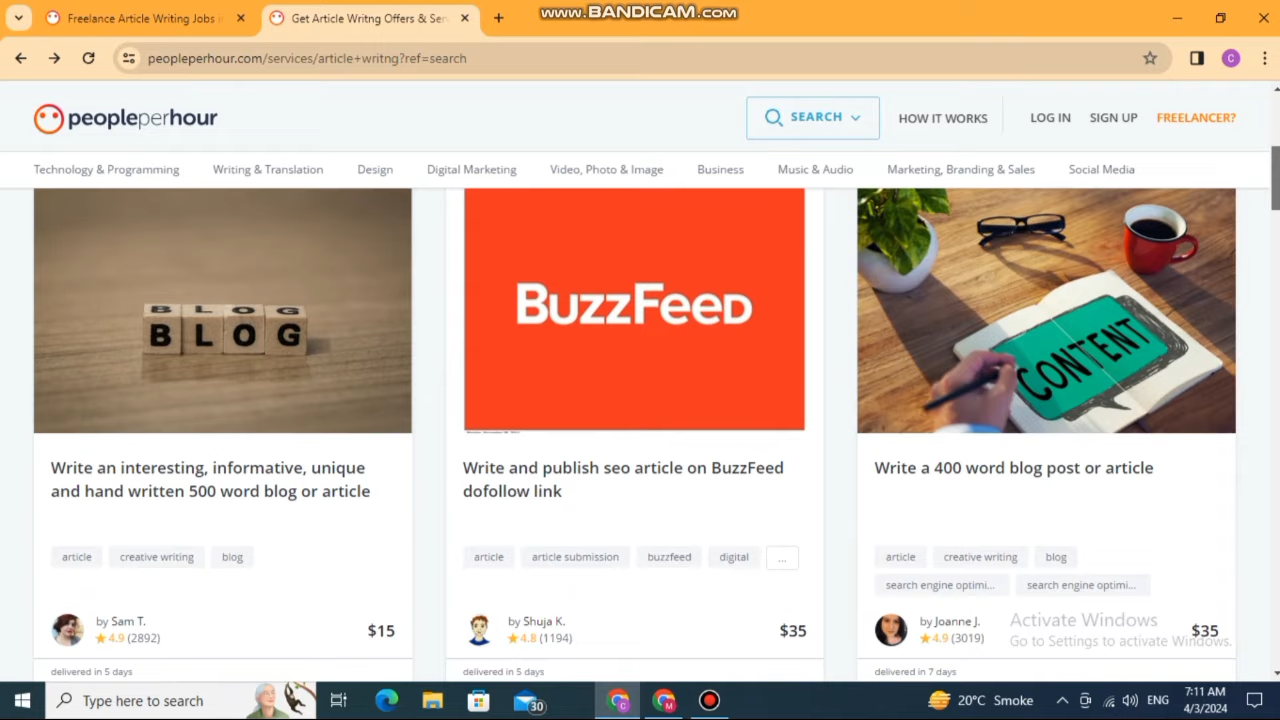 www.BANDICAM.com
Freelance Article Writing Jobs i
Get Article Writng Offers & Ser
peopleperhour.com/services/article+writng?ref=search
peopleperhour
SEARCH
HOW IT WORKS
LOG IN
SIGN UP
FREELANCER?
Technology & Programming
Writing & Translation
Design
Digital Marketing
Video, Photo & Image
Business
Music & Audio
Marketing, Branding & Sales
Social Media
BLOG
BLOG
BuzzFeed
CONTENT
Write an interesting, informative, unique
and hand written 500 word blog or article
article
creative writing
blog
by Sam T.
4.9 (2892)
$15
delivered in 5 days
Write and publish seo article on BuzzFeed
dofollow link
article
article submission
buzzfeed
digital
...
by Shuja K.
4.8 (1194)
$35
delivered in 5 days
Write a 400 word blog post or article
article
creative writing
blog
search engine optimi...
search engine optimi...
by Joanne J.
4.9 (3019)
$35
delivered in 7 days
Activate Windows
Go to Settings to activate Windows.
Type here to search
30
20°C Smoke
ENG
7:11 AM
4/3/2024